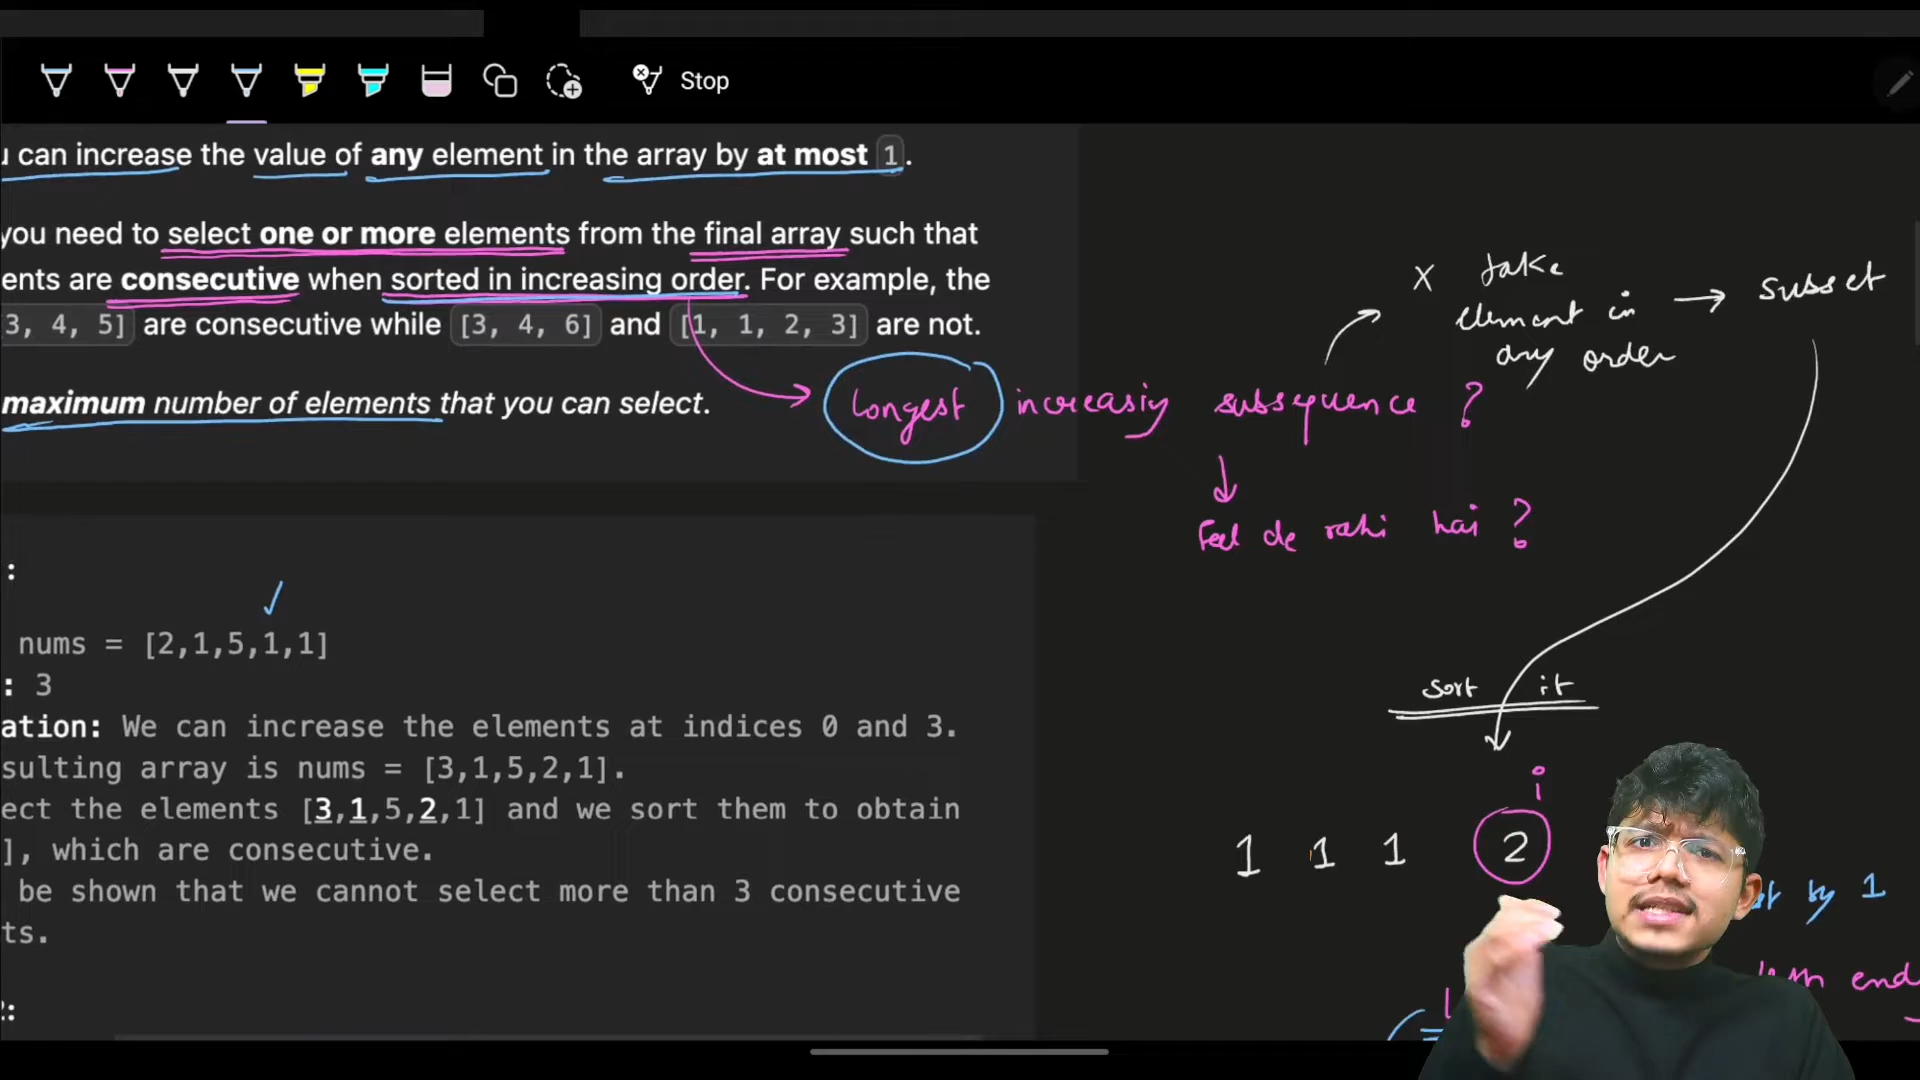 Stop
u can increase the value of any element in the array by at most 1.
you need to select one or more elements from the final array such that
ents are consecutive when sorted in increasing order. For example, the
3, 4, 5] are consecutive while [3, 4, 6] and [1, 1, 2, 3] are not.
maximum number of elements that you can select.
X take
element in
any order
→ subset
longest increasing subsequence ?
Feel de rahi hai ?
:
nums = [2,1,5,1,1]
: 3
ation: We can increase the elements at indices 0 and 3.
sulting array is nums = [3,1,5,2,1].
ect the elements [3,1,5,2,1] and we sort them to obtain
], which are consecutive.
be shown that we cannot select more than 3 consecutive
ts.
:
sort it
i
1 1 1 2
by 1
end